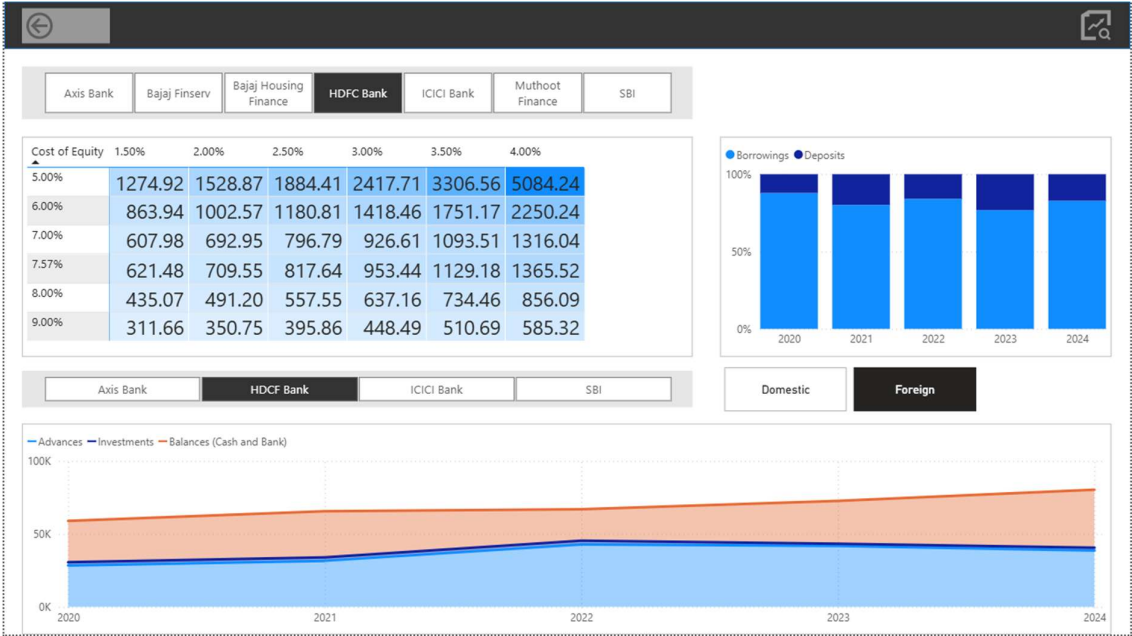 Axis Bank
Bajaj Finserv
Bajaj Housing
Finance
HDFC Bank
ICICI Bank
Muthoot
Finance
SBI
Cost of Equity 1.50% 2.00% 2.50% 3.00% 3.50% 4.00%
5.00% 1274.92 1528.87 1884.41 2417.71 3306.56 5084.24
6.00% 863.94 1002.57 1180.81 1418.46 1751.17 2250.24
7.00% 607.98 692.95 796.79 926.61 1093.51 1316.04
7.57% 621.48 709.55 817.64 953.44 1129.18 1365.52
8.00% 435.07 491.20 557.55 637.16 734.46 856.09
9.00% 311.66 350.75 395.86 448.49 510.69 585.32
Borrowings Deposits
100%
50%
0%
2020 2021 2022 2023 2024
Axis Bank HDCF Bank ICICI Bank SBI
Domestic Foreign
Advances Investments Balances (Cash and Bank)
100K
50K
0K
2020 2021 2022 2023 2024